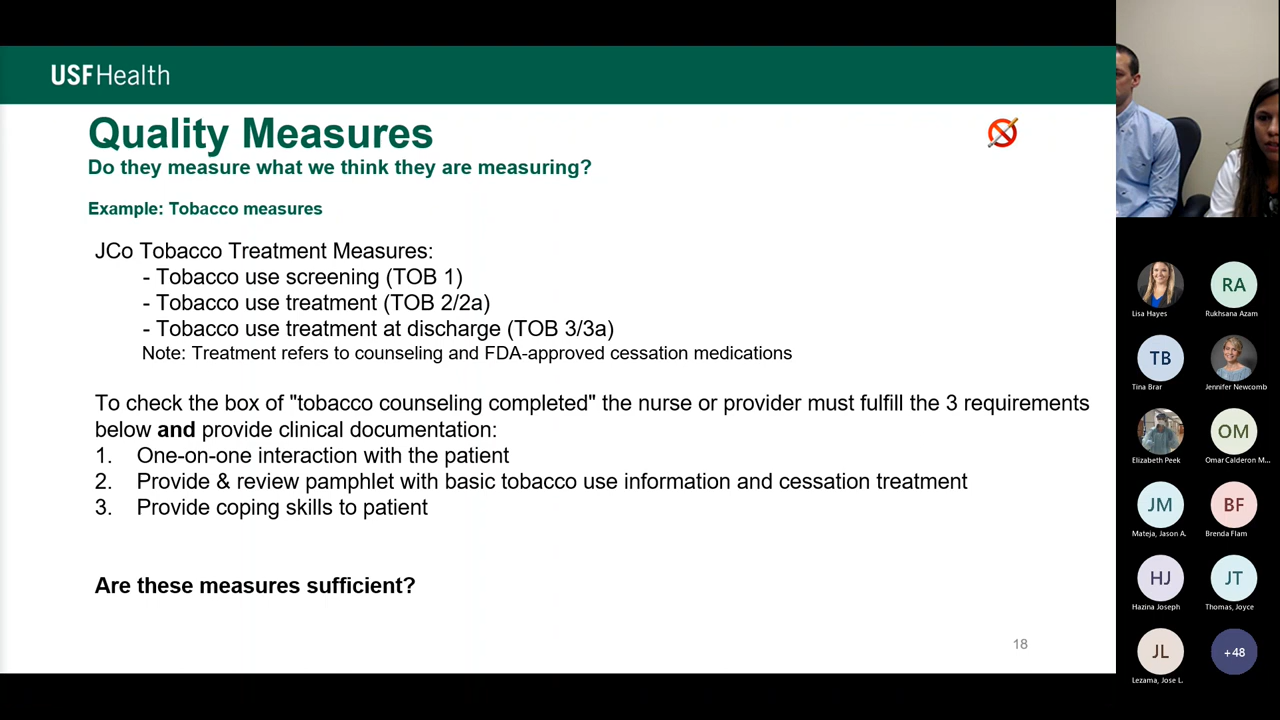 USF Health
Quality Measures
Do they measure what we think they are measuring?
Example: Tobacco measures
JCo Tobacco Treatment Measures:
- Tobacco use screening (TOB 1)
- Tobacco use treatment (TOB 2/2a)
- Tobacco use treatment at discharge (TOB 3/3a)
Note: Treatment refers to counseling and FDA-approved cessation medications
To check the box of "tobacco counseling completed" the nurse or provider must fulfill the 3 requirements
below and provide clinical documentation:
1. One-on-one interaction with the patient
2. Provide & review pamphlet with basic tobacco use information and cessation treatment
3. Provide coping skills to patient
Are these measures sufficient?
18
RA
Lisa Hayes
Rukhsana Azam
TB
Tina Brar
Jennifer Newcomb
OM
Elizabeth Peek
Omar Calderon M...
JM
BF
Mateja, Jason A.
Brenda Flam
HJ
JT
Hazina Joseph
Thomas, Joyce
JL
+48
Lezama, Jose L.